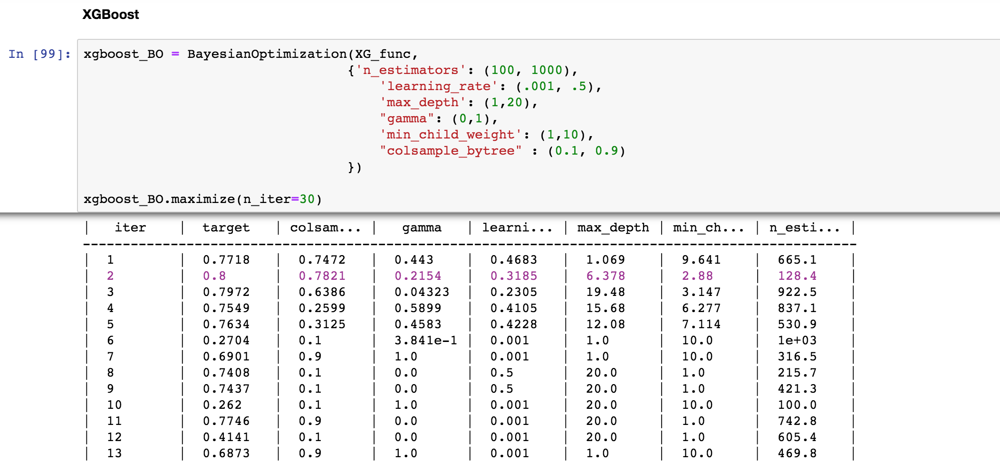 XGBoost
In [99]: xgboost_BO = BayesianOptimization(XG_func,
{'n_estimators': (100, 1000),
'learning_rate': (.001, .5),
'max_depth': (1,20),
"gamma": (0,1),
'min_child_weight': (1,10),
"colsample_bytree" : (0.1, 0.9)
})
xgboost_BO.maximize(n_iter=30)
| iter | target | colsam... | gamma | learni... | max_depth | min_ch... | n_esti... |
-------------------------------------------------------------------------------------------------
| 1 | 0.7718 | 0.7472 | 0.443 | 0.4683 | 1.069 | 9.641 | 665.1 |
| 2 | 0.8 | 0.7821 | 0.2154 | 0.3185 | 6.378 | 2.88 | 128.4 |
| 3 | 0.7972 | 0.6386 | 0.04323 | 0.2305 | 19.48 | 3.147 | 922.5 |
| 4 | 0.7549 | 0.2599 | 0.5899 | 0.4105 | 15.68 | 6.277 | 837.1 |
| 5 | 0.7634 | 0.3125 | 0.4583 | 0.4228 | 12.08 | 7.114 | 530.9 |
| 6 | 0.2704 | 0.1 | 3.841e-1 | 0.001 | 1.0 | 10.0 | 1e+03 |
| 7 | 0.6901 | 0.9 | 1.0 | 0.001 | 1.0 | 10.0 | 316.5 |
| 8 | 0.7408 | 0.1 | 0.0 | 0.5 | 20.0 | 1.0 | 215.7 |
| 9 | 0.7437 | 0.1 | 0.0 | 0.5 | 20.0 | 1.0 | 421.3 |
| 10 | 0.262 | 0.1 | 1.0 | 0.001 | 20.0 | 10.0 | 100.0 |
| 11 | 0.7746 | 0.9 | 0.0 | 0.001 | 20.0 | 1.0 | 742.8 |
| 12 | 0.4141 | 0.1 | 0.0 | 0.001 | 20.0 | 1.0 | 605.4 |
| 13 | 0.6873 | 0.9 | 1.0 | 0.001 | 1.0 | 10.0 | 469.8 |